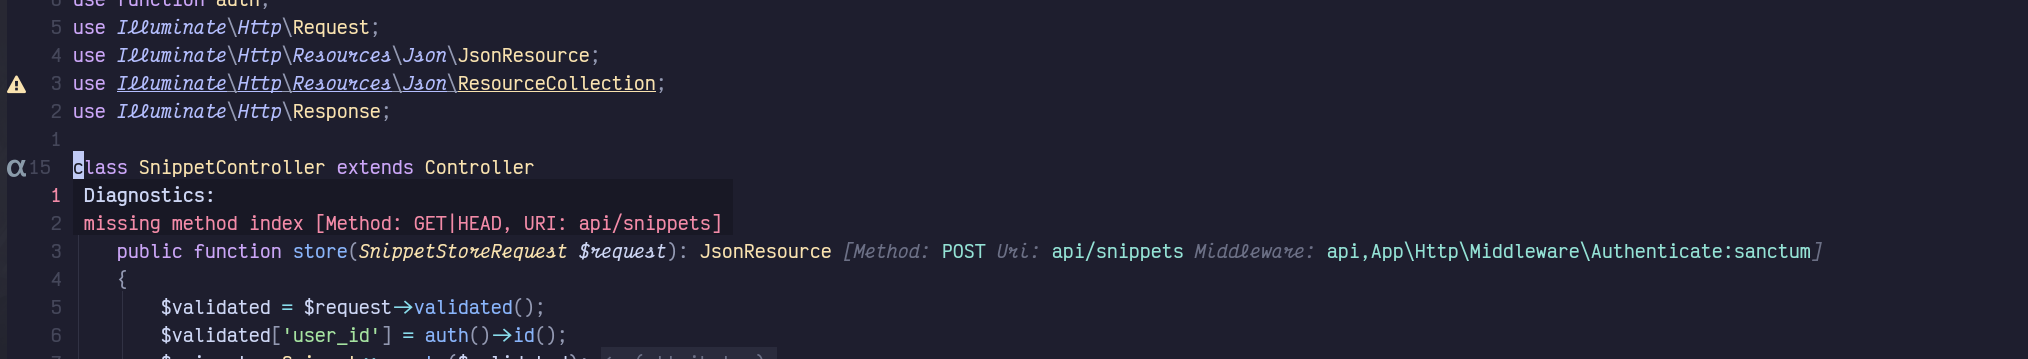 6 use function auth;
5 use Illuminate\Http\Request;
4 use Illuminate\Http\Resources\Json\JsonResource;
3 use Illuminate\Http\Resources\Json\ResourceCollection;
2 use Illuminate\Http\Response;
1
α15 class SnippetController extends Controller
1 Diagnostics:
2 missing method index [Method: GET|HEAD, URI: api/snippets]
3 public function store(SnippetStoreRequest $request): JsonResource [Method: POST Uri: api/snippets Middleware: api,App\Http\Middleware\Authenticate:sanctum]
4 {
5 $validated = $request->validated();
6 $validated['user_id'] = auth()->id();